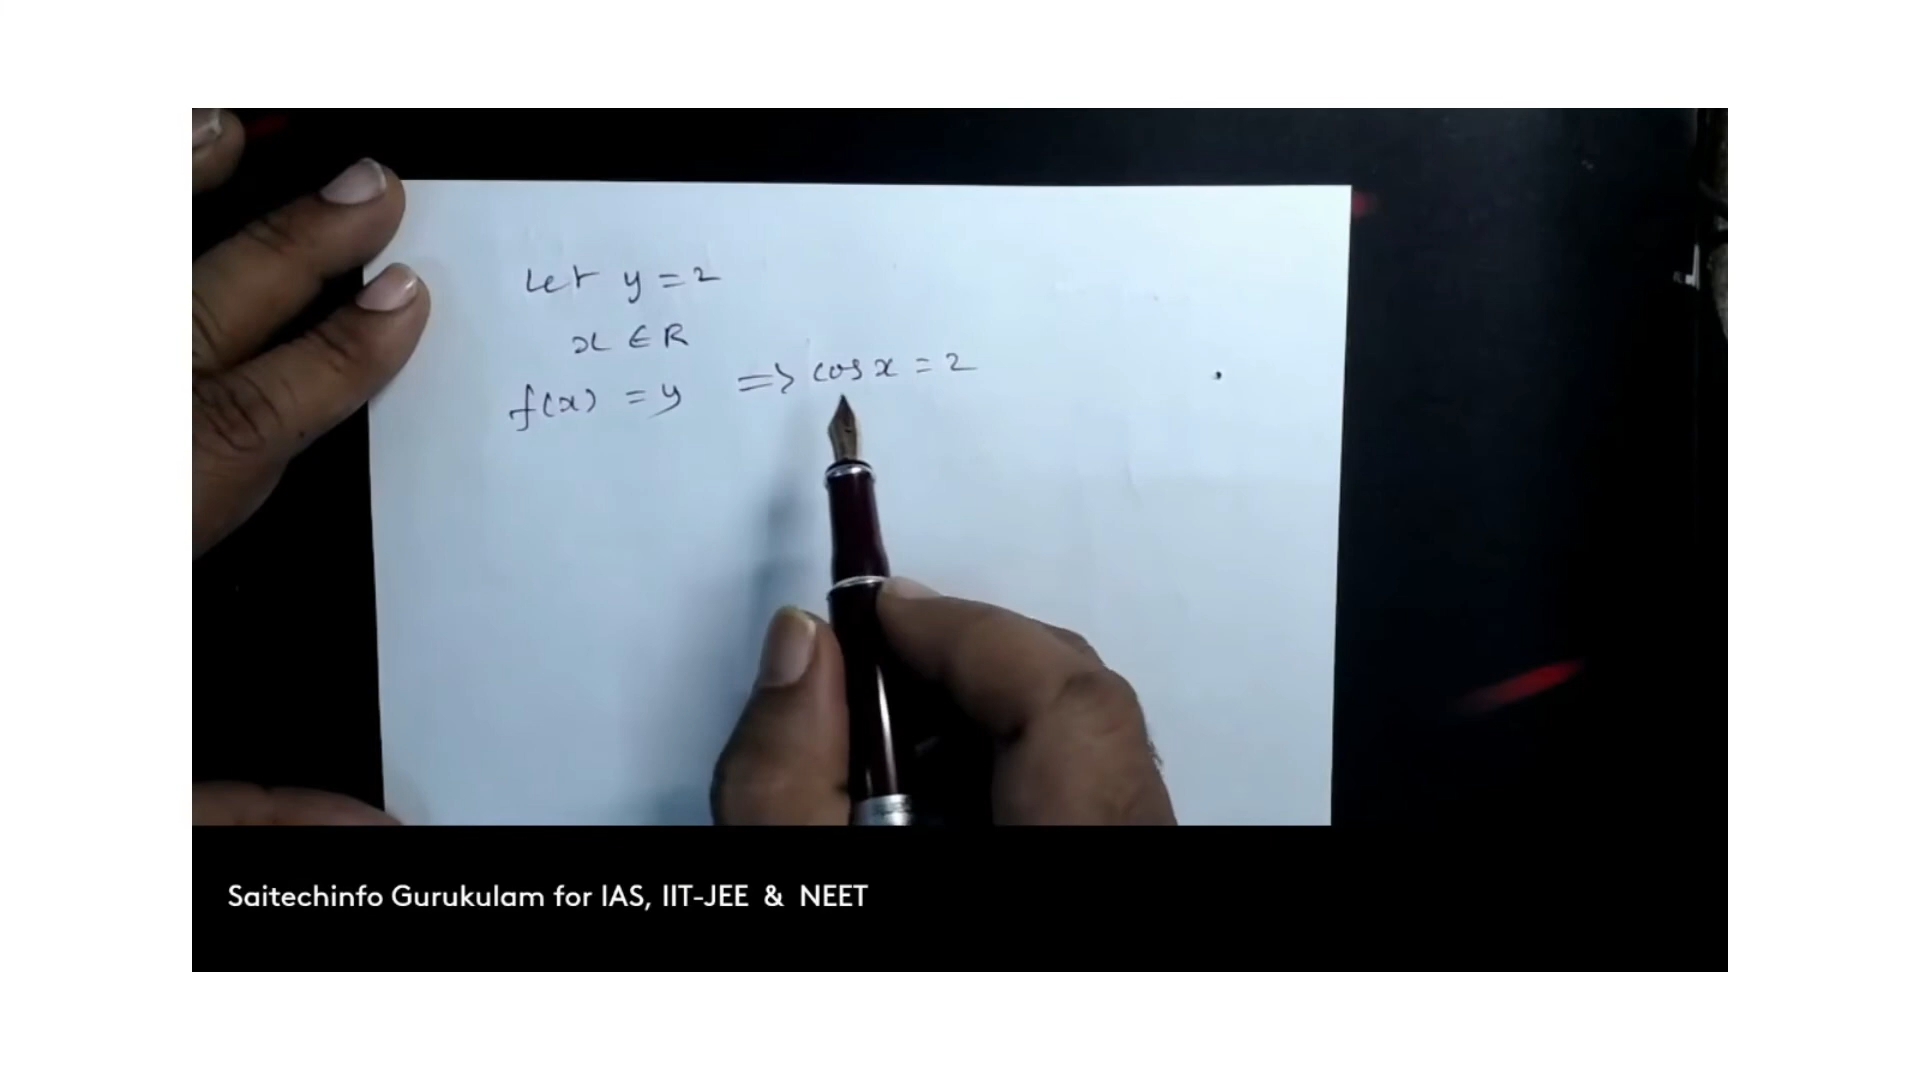 Let y = 2
x ∈ R
f(x) = y ⇒ cos x = 2
Saitechinfo Gurukulam for IAS, IIT-JEE & NEET